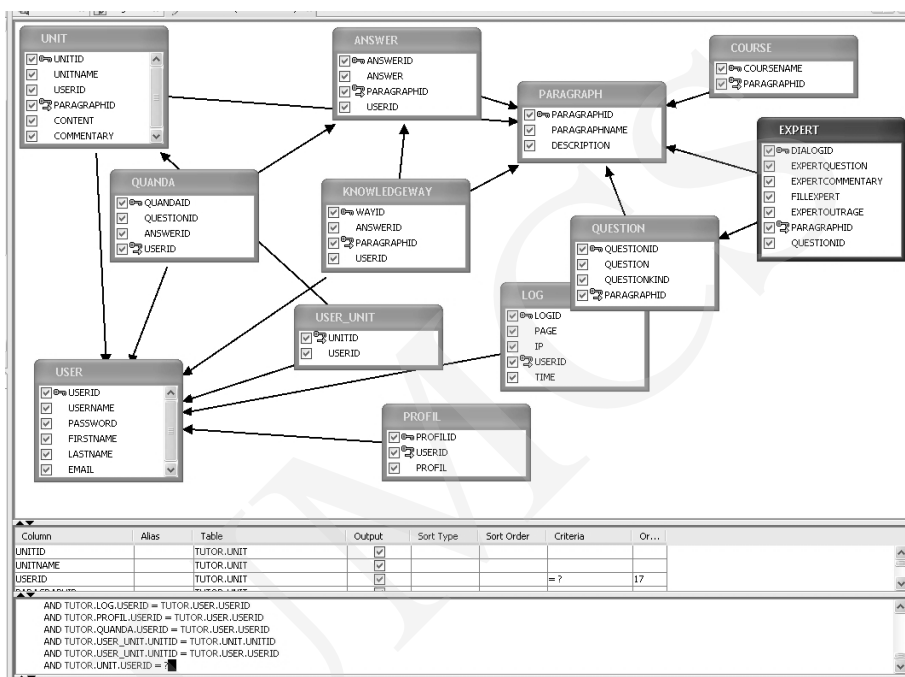 UNIT
UNITID
UNITNAME
USERID
PARAGRAPHID
CONTENT
COMMENTARY
ANSWER
ANSWERID
ANSWER
PARAGRAPHID
USERID
COURSE
COURSENAME
PARAGRAPHID
PARAGRAPH
PARAGRAPHID
PARAGRAPHNAME
DESCRIPTION
EXPERT
DIALOGID
EXPERTQUESTION
EXPERTCOMMENTARY
FILLEXPERT
EXPERTOUTRAGE
PARAGRAPHID
QUESTIONID
QUANDA
QUANDAID
QUESTIONID
ANSWERID
USERID
KNOWLEDGEWAY
WAYID
ANSWERID
PARAGRAPHID
USERID
QUESTION
QUESTIONID
QUESTION
QUESTIONKIND
PARAGRAPHID
LOG
LOGID
PAGE
IP
USERID
TIME
USER_UNIT
UNITID
USERID
USER
USERID
USERNAME
PASSWORD
FIRSTNAME
LASTNAME
EMAIL
PROFIL
PROFILID
USERID
PROFIL
Column Alias Table Output Sort Type Sort Order Criteria Or...
UNITID TUTOR.UNIT
UNITNAME TUTOR.UNIT
USERID TUTOR.UNIT = ? 17
AND TUTOR.LOG.USERID = TUTOR.USER.USERID
AND TUTOR.PROFIL.USERID = TUTOR.USER.USERID
AND TUTOR.QUANDA.USERID = TUTOR.USER.USERID
AND TUTOR.USER_UNIT.UNITID = TUTOR.UNIT.UNITID
AND TUTOR.USER_UNIT.UNITID = TUTOR.USER.USERID
AND TUTOR.UNIT.USERID = ?
UMCS